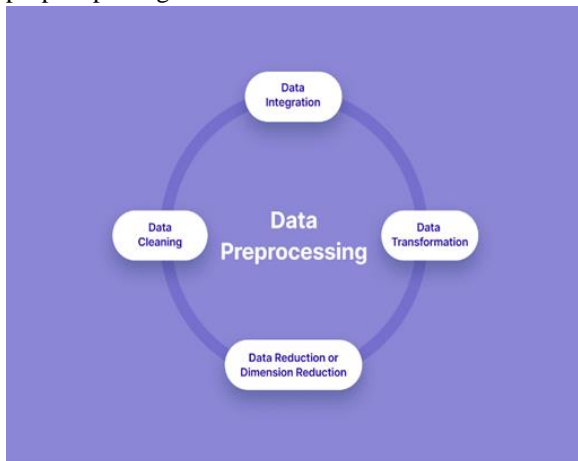 Data
Integration
Data
Cleaning
Data
Preprocessing
Data
Transformation
Data Reduction or
Dimension Reduction